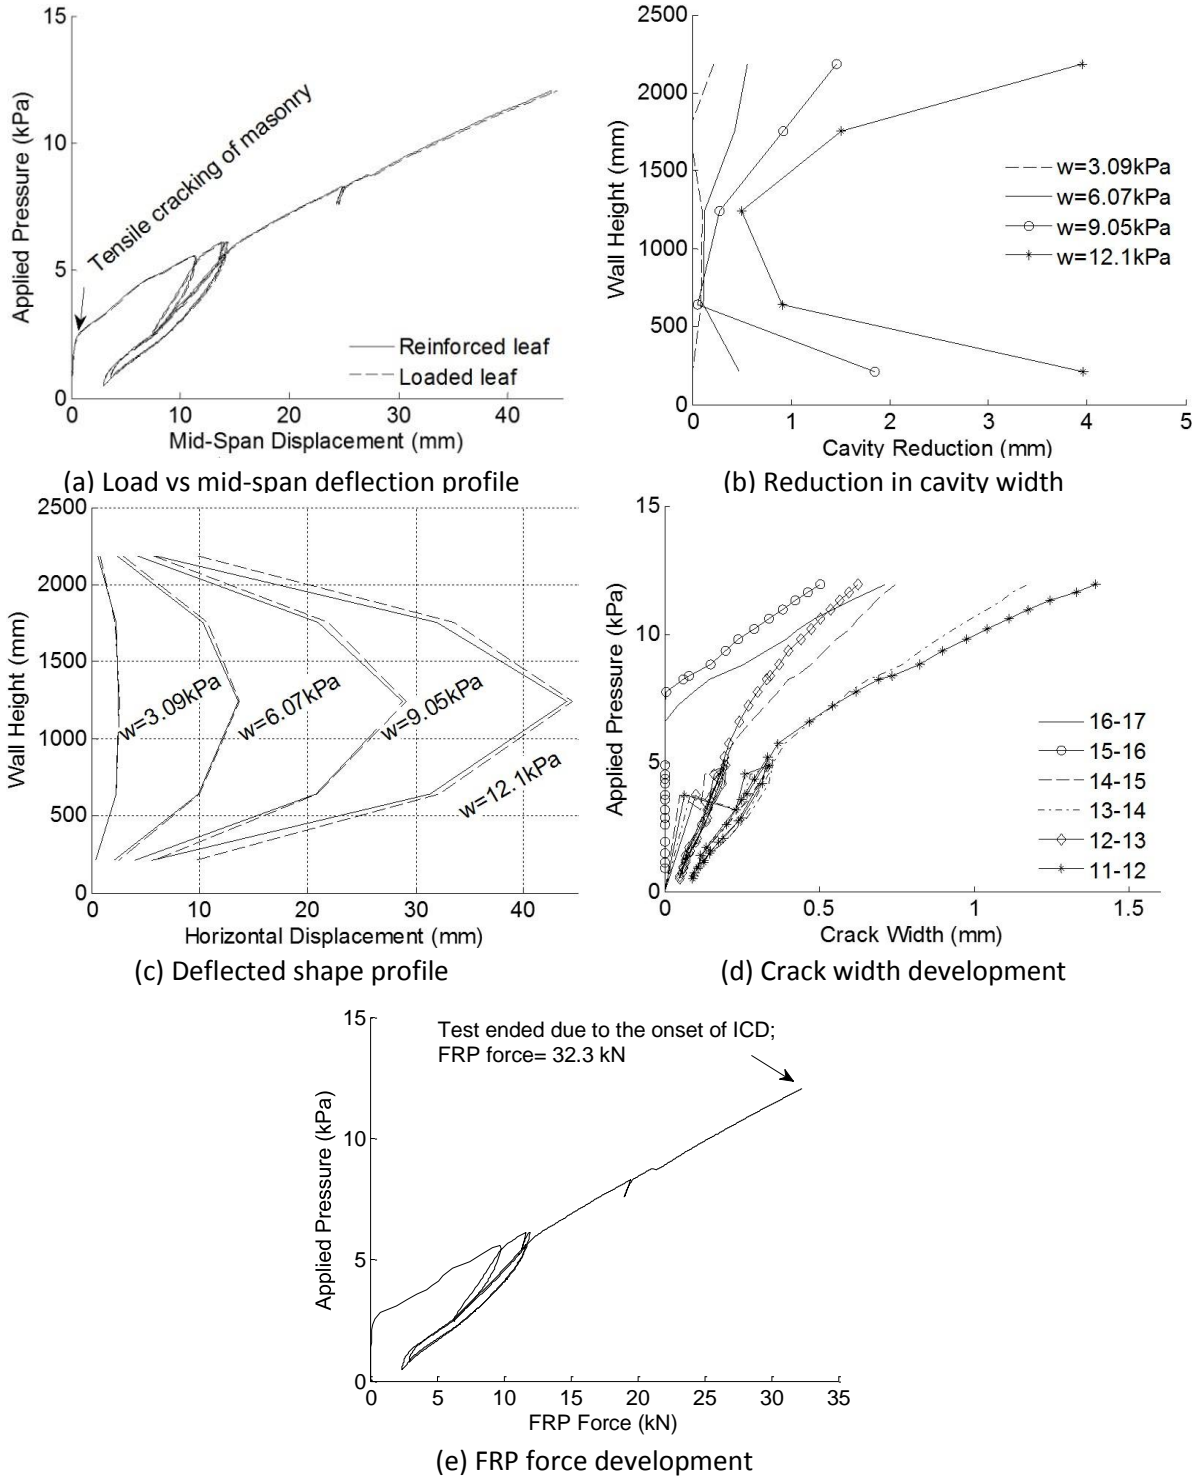 15
10
5
0
Applied Pressure (kPa)
Tensile cracking of masonry
Reinforced leaf
Loaded leaf
0 10 20 30 40
Mid-Span Displacement (mm)
(a) Load vs mid-span deflection profile
2500
2000
1500
1000
500
0
Wall Height (mm)
w=3.09kPa
w=6.07kPa
w=9.05kPa
w=12.1kPa
0 1 2 3 4 5
Cavity Reduction (mm)
(b) Reduction in cavity width
2500
2000
1500
1000
500
0
Wall Height (mm)
w=3.09kPa
w=6.07kPa
w=9.05kPa
w=12.1kPa
0 10 20 30 40
Horizontal Displacement (mm)
(c) Deflected shape profile
15
10
5
0
Applied Pressure (kPa)
16-17
15-16
14-15
13-14
12-13
11-12
0 0.5 1 1.5
Crack Width (mm)
(d) Crack width development
15
10
5
0
Applied Pressure (kPa)
Test ended due to the onset of ICD;
FRP force= 32.3 kN
0 5 10 15 20 25 30 35
FRP Force (kN)
(e) FRP force development